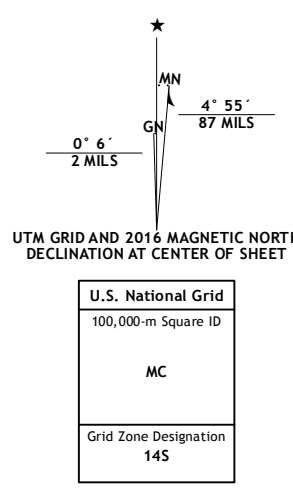 MN
4° 55´
87 MILS
GN
0° 6´
2 MILS
UTM GRID AND 2016 MAGNETIC NORTH
DECLINATION AT CENTER OF SHEET
U.S. National Grid
100,000-m Square ID
MC
Grid Zone Designation
14S